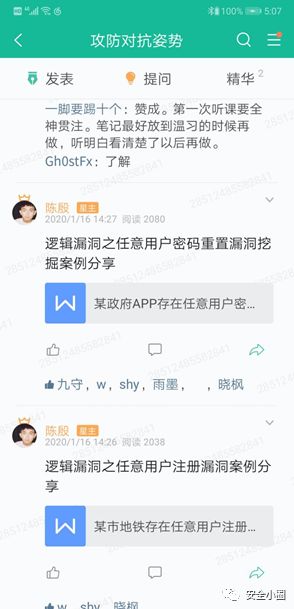 100% 5:07
攻防对抗姿势
发表 提问 精华 2
一脚要踢十个：赞成。第一次听课要全
神贯注。笔记最好放到温习的时候再
做，听明白看清楚了以后再做。
Gh0stFx：了解
陈殷 星主
2020/1/16 14:27 阅读 2080
逻辑漏洞之任意用户密码重置漏洞挖
掘案例分享
某政府APP存在任意用户密...
九守，w，shy，雨墨， ，晓枫
陈殷 星主
2020/1/16 14:26 阅读 2038
逻辑漏洞之任意用户注册漏洞案例分
享
某市地铁存在任意用户注册...
w，shy，晓枫
安全小圈
28512485582841